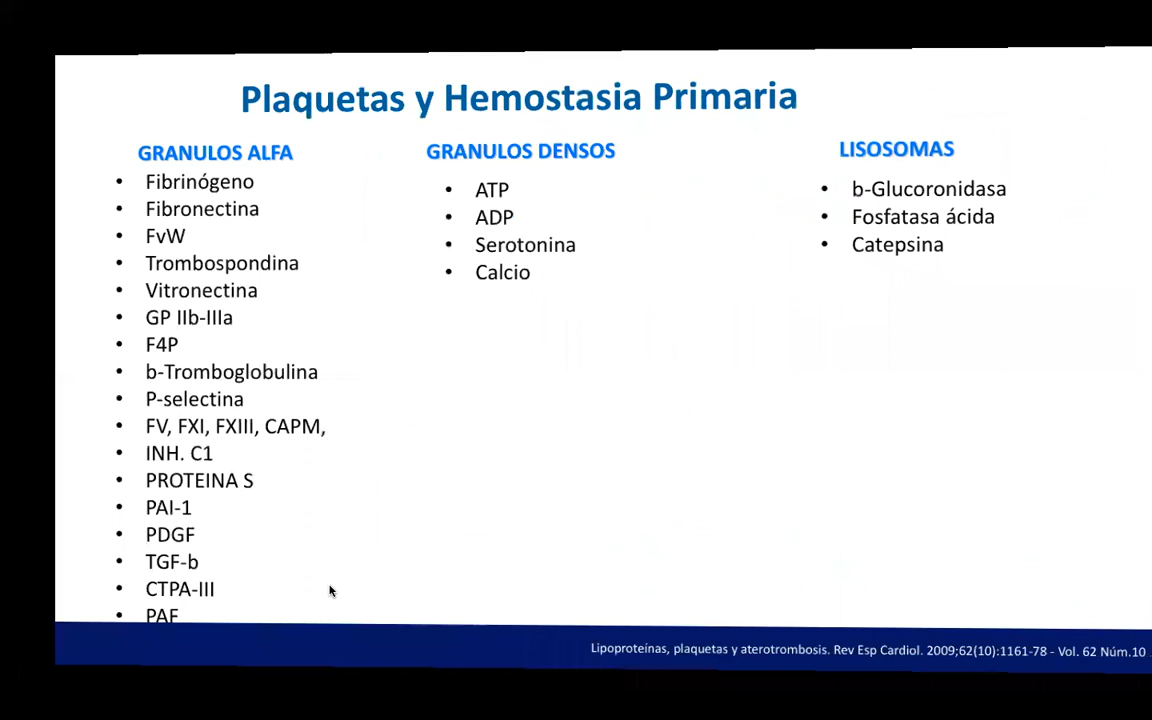 Plaquetas y Hemostasia Primaria
GRANULOS ALFA
• Fibrinógeno
• Fibronectina
• FvW
• Trombospondina
• Vitronectina
• GP IIb-IIIa
• F4P
• b-Tromboglobulina
• P-selectina
• FV, FXI, FXIII, CAPM,
• INH. C1
• PROTEINA S
• PAI-1
• PDGF
• TGF-b
• CTPA-III
• PAF
GRANULOS DENSOS
• ATP
• ADP
• Serotonina
• Calcio
LISOSOMAS
• b-Glucoronidasa
• Fosfatasa ácida
• Catepsina
Lipoproteínas, plaquetas y aterotrombosis. Rev Esp Cardiol. 2009;62(10):1161-78 - Vol. 62 Núm.10